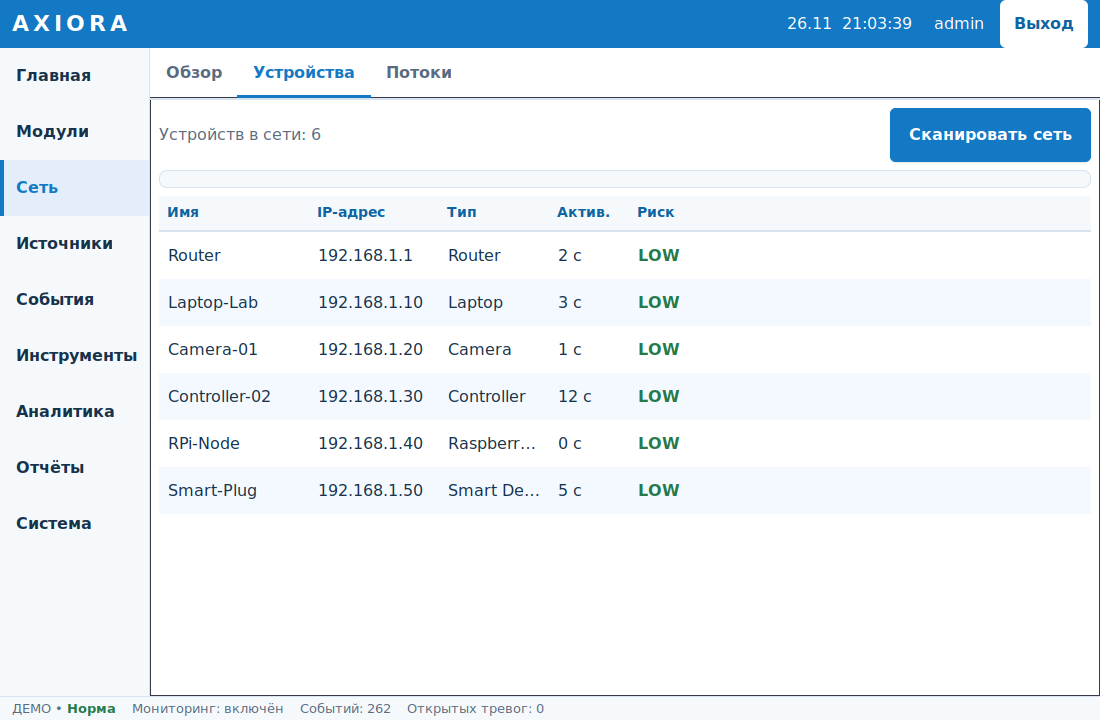 AXIORA 26.11 21:03:39 admin Выход
Главная
Модули
Сеть
Источники
События
Инструменты
Аналитика
Отчёты
Система
Обзор Устройства Потоки
Устройств в сети: 6 Сканировать сеть
Имя IP-адрес Тип Актив. Риск
Router 192.168.1.1 Router 2 с LOW
Laptop-Lab 192.168.1.10 Laptop 3 с LOW
Camera-01 192.168.1.20 Camera 1 с LOW
Controller-02 192.168.1.30 Controller 12 с LOW
RPi-Node 192.168.1.40 Raspberr… 0 с LOW
Smart-Plug 192.168.1.50 Smart De… 5 с LOW
ДЕМО • Норма Мониторинг: включён Событий: 262 Открытых тревог: 0